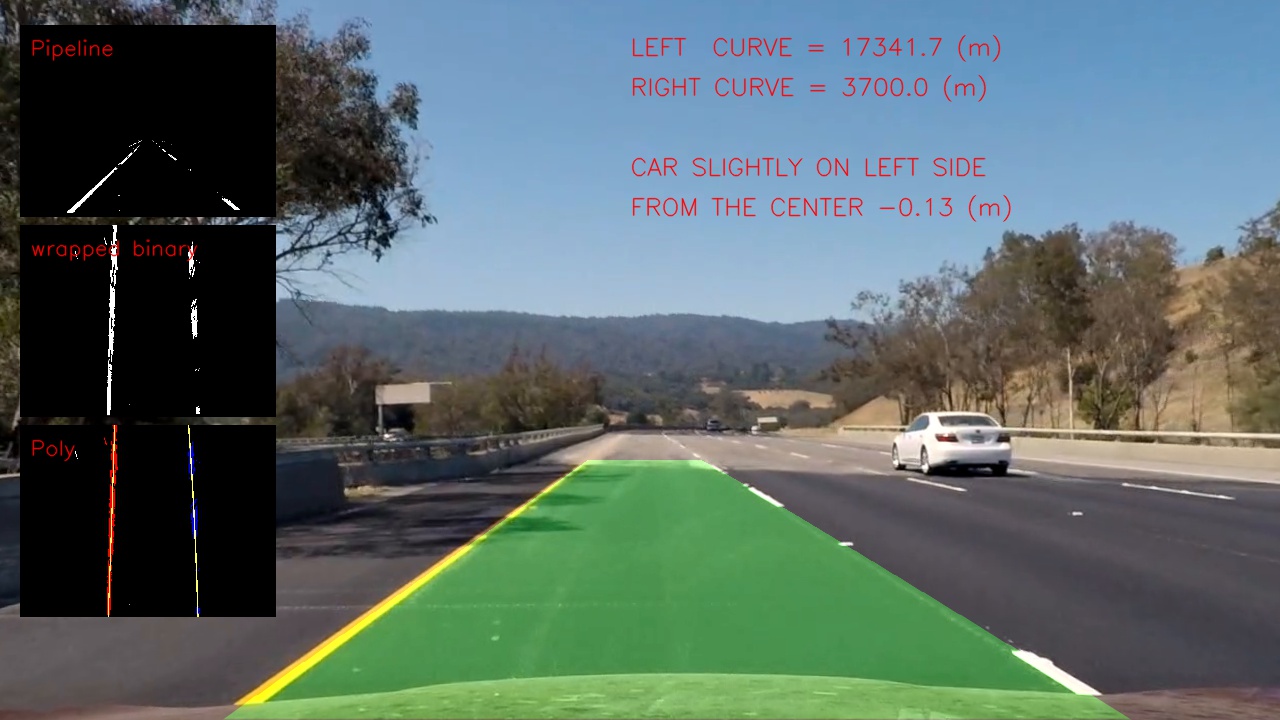 Pipeline
wrapped binary
Poly
LEFT CURVE = 17341.7 (m)
RIGHT CURVE = 3700.0 (m)
CAR SLIGHTLY ON LEFT SIDE
FROM THE CENTER -0.13 (m)